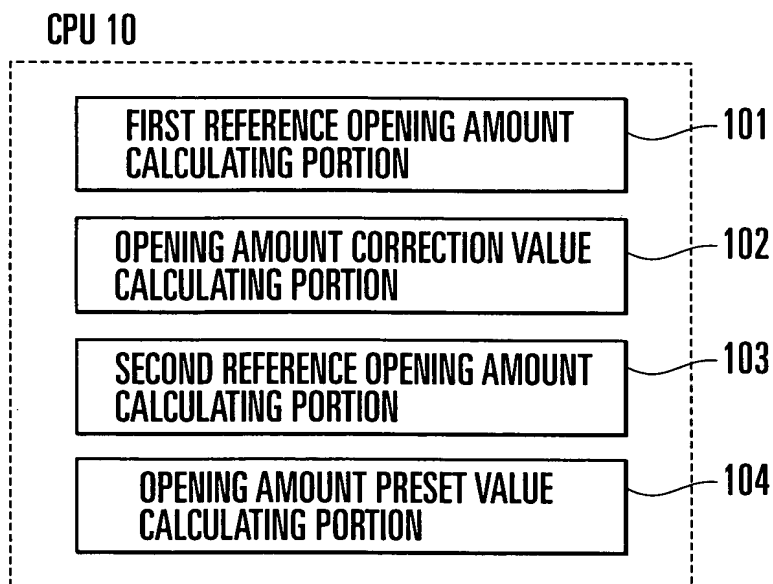 CPU 10
FIRST REFERENCE OPENING AMOUNT
CALCULATING PORTION
101
OPENING AMOUNT CORRECTION VALUE
CALCULATING PORTION
102
SECOND REFERENCE OPENING AMOUNT
CALCULATING PORTION
103
OPENING AMOUNT PRESET VALUE
CALCULATING PORTION
104